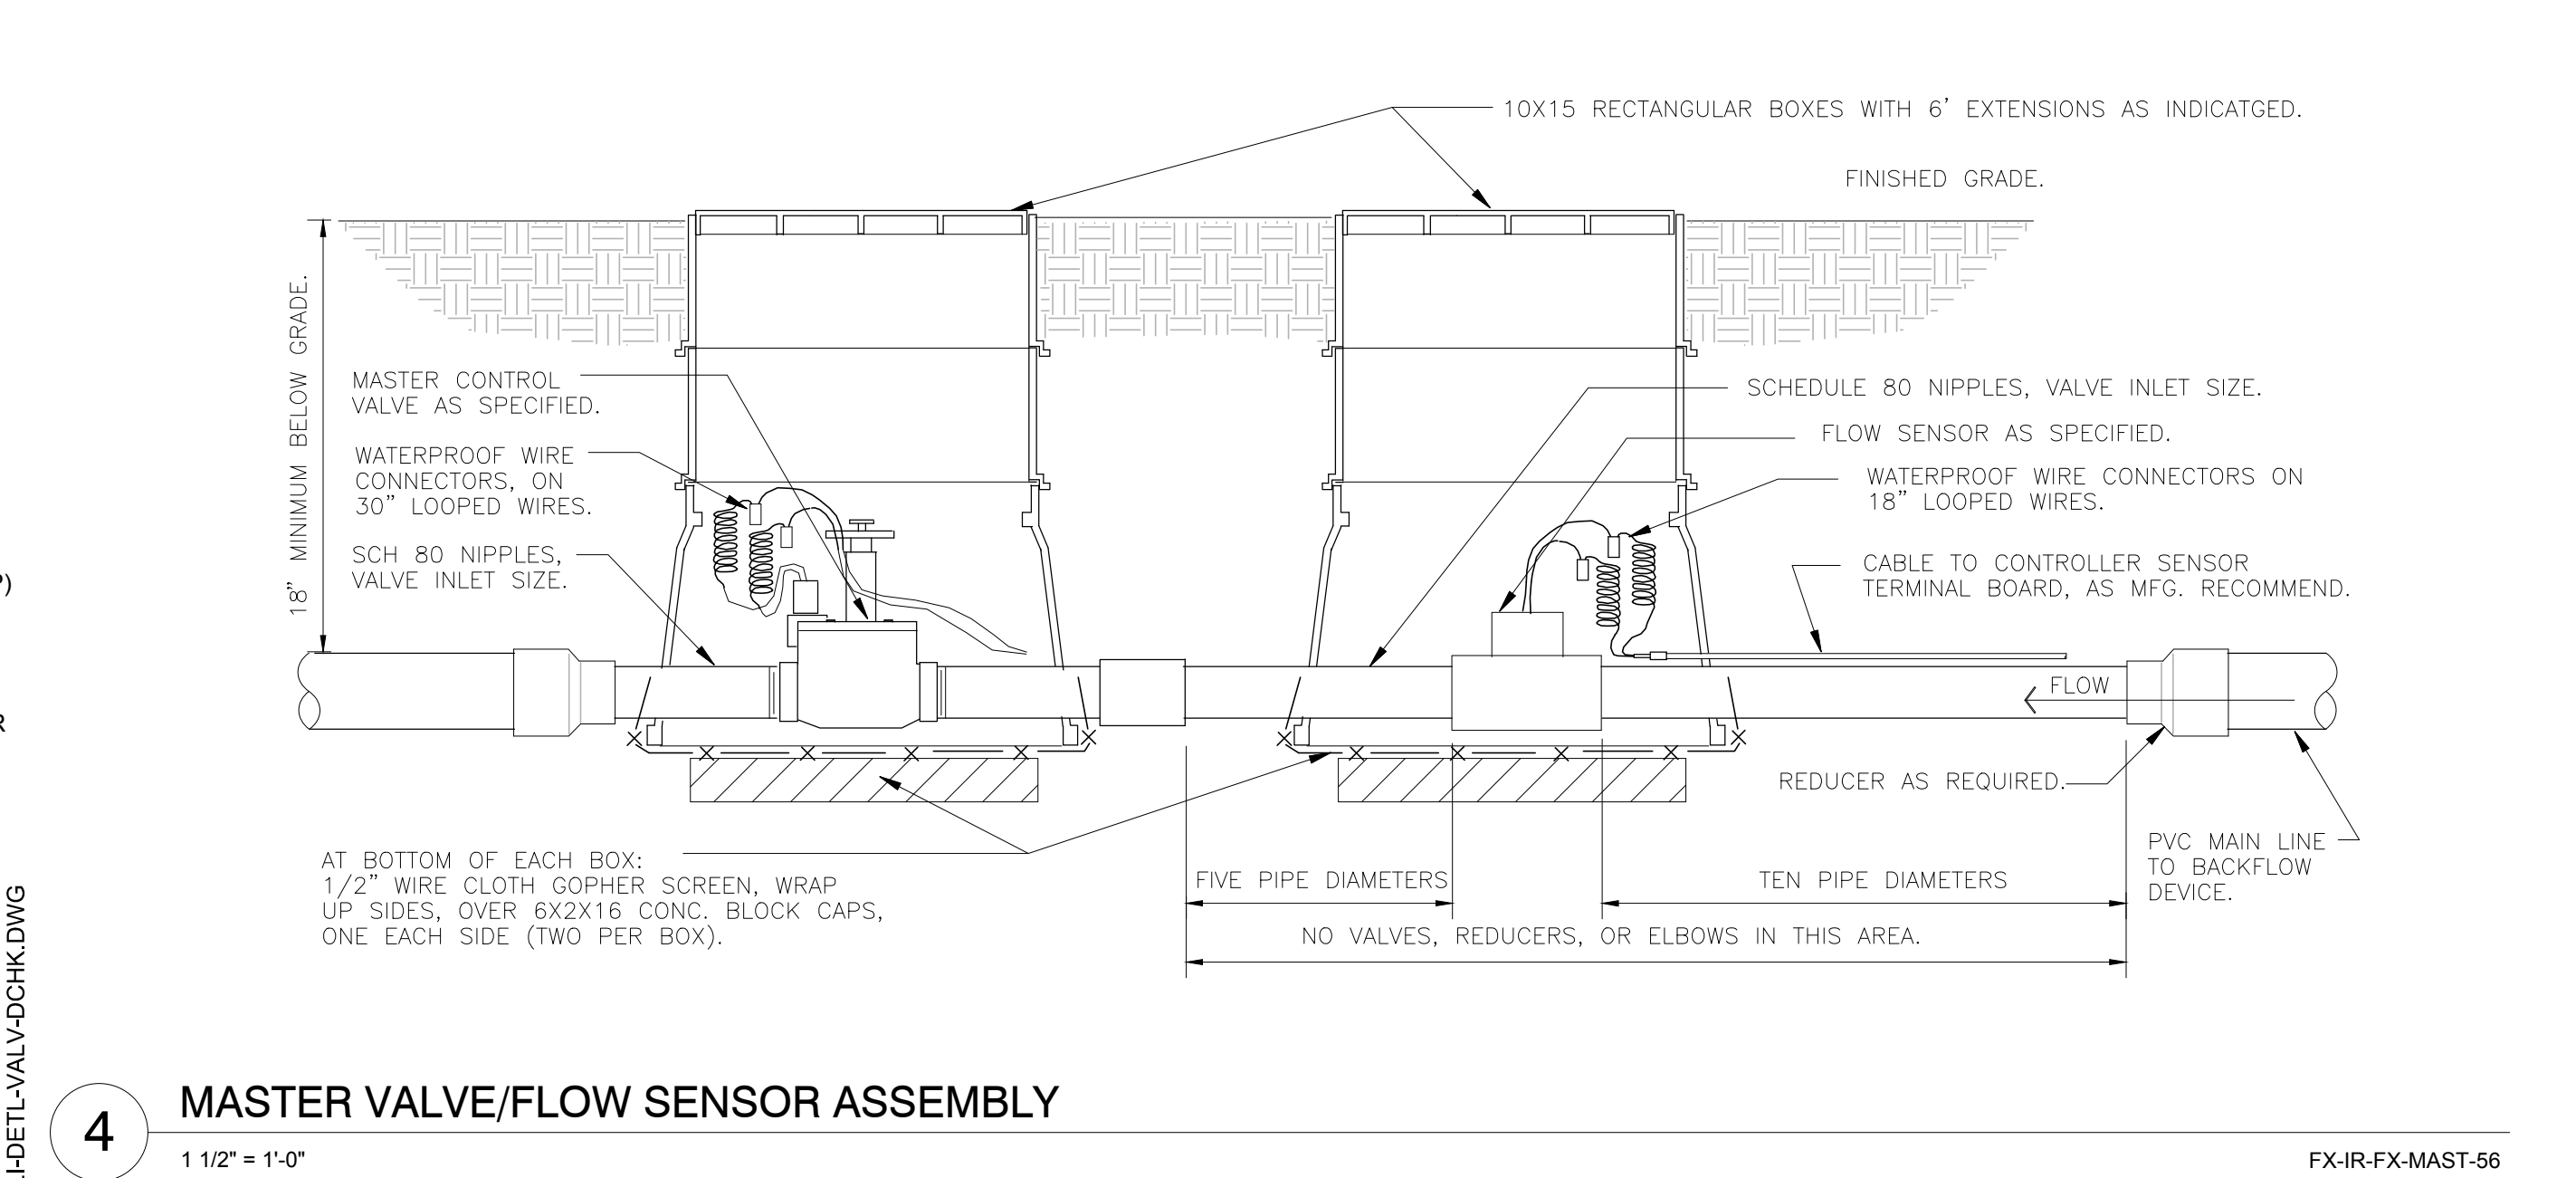 10X15 RECTANGULAR BOXES WITH 6' EXTENSIONS AS INDICATGED.
FINISHED GRADE.
18” MINIMUM BELOW GRADE.
MASTER CONTROL
VALVE AS SPECIFIED.
WATERPROOF WIRE
CONNECTORS, ON
30” LOOPED WIRES.
SCH 80 NIPPLES,
VALVE INLET SIZE.
SCHEDULE 80 NIPPLES, VALVE INLET SIZE.
FLOW SENSOR AS SPECIFIED.
WATERPROOF WIRE CONNECTORS ON
18” LOOPED WIRES.
CABLE TO CONTROLLER SENSOR
TERMINAL BOARD, AS MFG. RECOMMEND.
FLOW
REDUCER AS REQUIRED.
PVC MAIN LINE
TO BACKFLOW
DEVICE.
AT BOTTOM OF EACH BOX:
1/2” WIRE CLOTH GOPHER SCREEN, WRAP
UP SIDES, OVER 6X2X16 CONC. BLOCK CAPS,
ONE EACH SIDE (TWO PER BOX).
FIVE PIPE DIAMETERS
TEN PIPE DIAMETERS
NO VALVES, REDUCERS, OR ELBOWS IN THIS AREA.
P)
R
I-DETL-VALV-DCHK.DWG
4
MASTER VALVE/FLOW SENSOR ASSEMBLY
1 1/2" = 1'-0"
FX-IR-FX-MAST-56